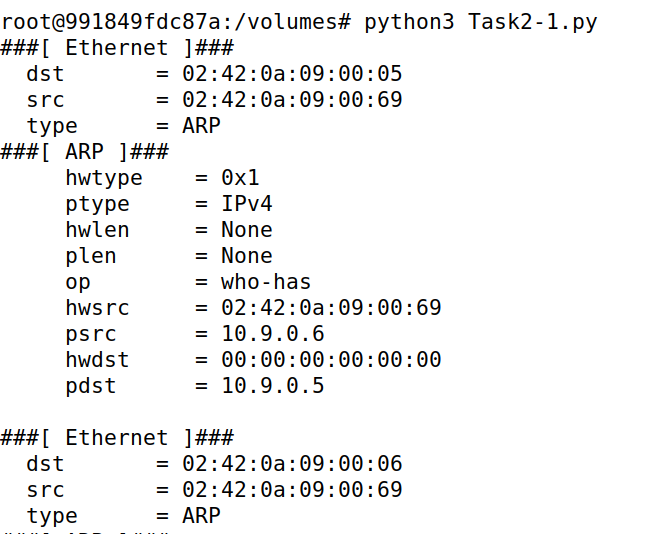 root@991849fdc87a:/volumes# python3 Task2-1.py
###[ Ethernet ]###
  dst       = 02:42:0a:09:00:05
  src       = 02:42:0a:09:00:69
  type      = ARP
###[ ARP ]###
     hwtype    = 0x1
     ptype     = IPv4
     hwlen     = None
     plen      = None
     op        = who-has
     hwsrc     = 02:42:0a:09:00:69
     psrc      = 10.9.0.6
     hwdst     = 00:00:00:00:00:00
     pdst      = 10.9.0.5

###[ Ethernet ]###
  dst       = 02:42:0a:09:00:06
  src       = 02:42:0a:09:00:69
  type      = ARP